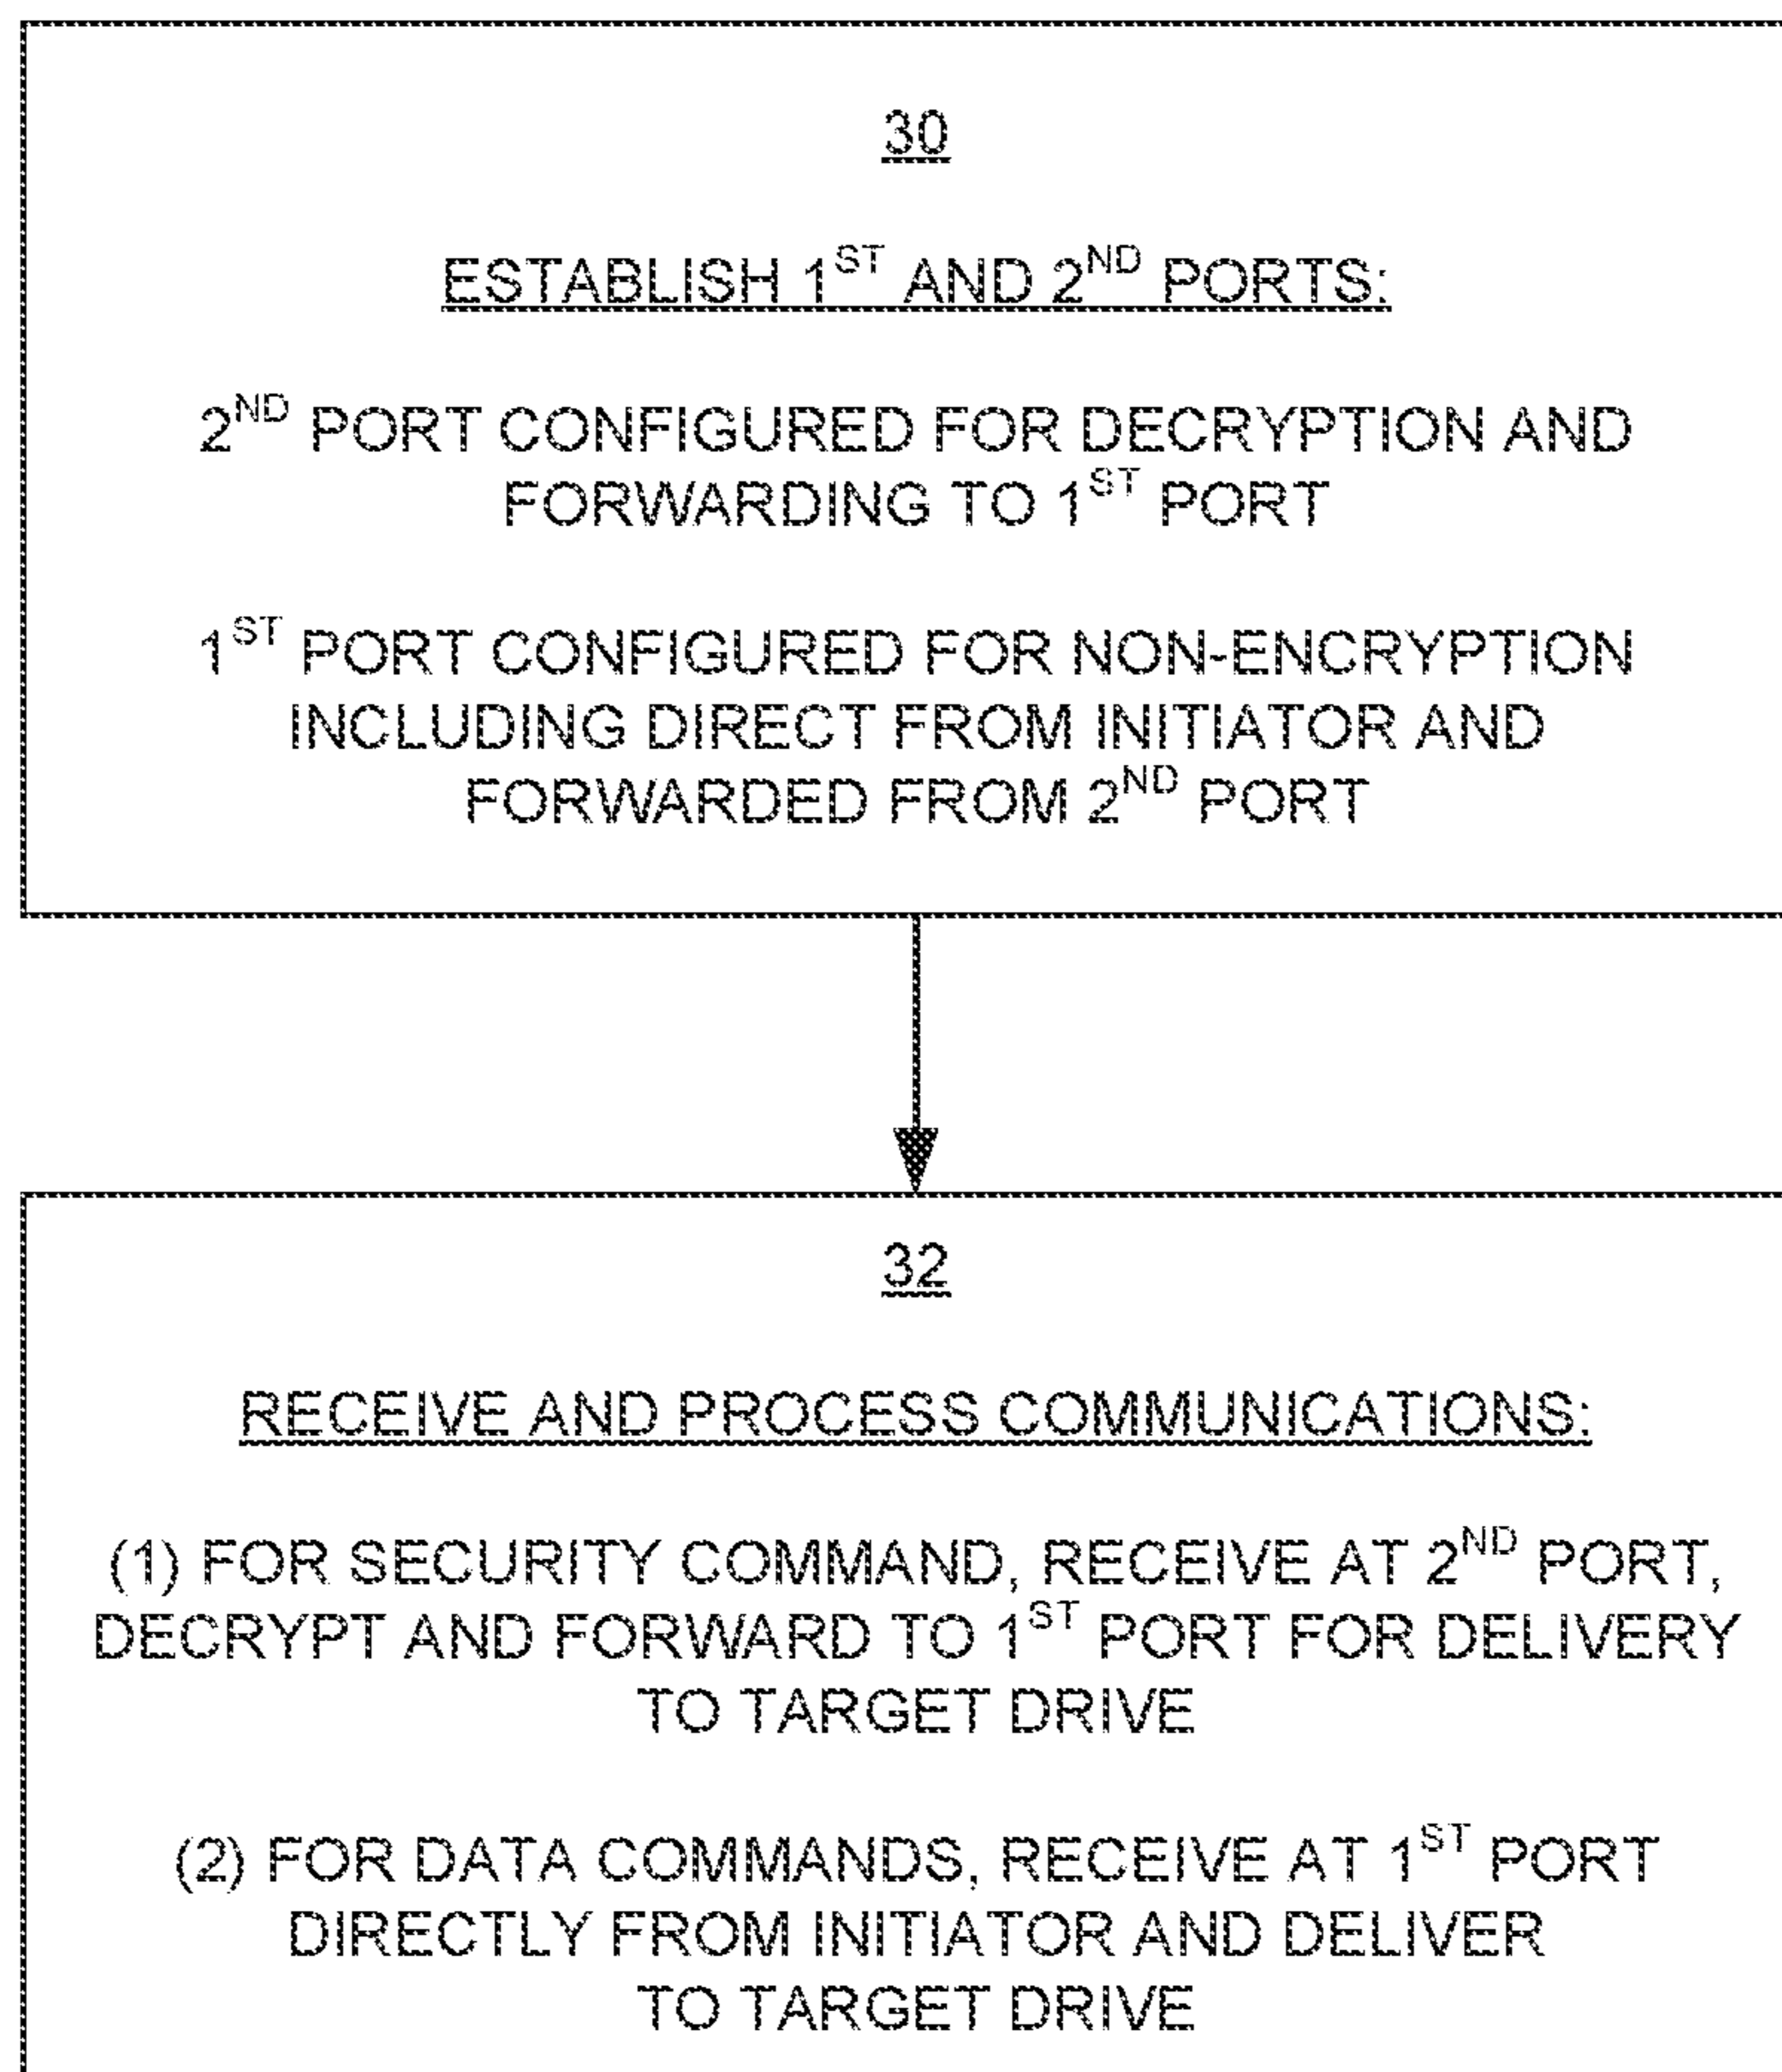 30
ESTABLISH 1ST AND 2ND PORTS:
2ND PORT CONFIGURED FOR DECRYPTION AND
FORWARDING TO 1ST PORT
1ST PORT CONFIGURED FOR NON-ENCRYPTION
INCLUDING DIRECT FROM INITIATOR AND
FORWARDED FROM 2ND PORT
32
RECEIVE AND PROCESS COMMUNICATIONS:
(1) FOR SECURITY COMMAND, RECEIVE AT 2ND PORT,
DECRYPT AND FORWARD TO 1ST PORT FOR DELIVERY
TO TARGET DRIVE
(2) FOR DATA COMMANDS, RECEIVE AT 1ST PORT
DIRECTLY FROM INITIATOR AND DELIVER
TO TARGET DRIVE